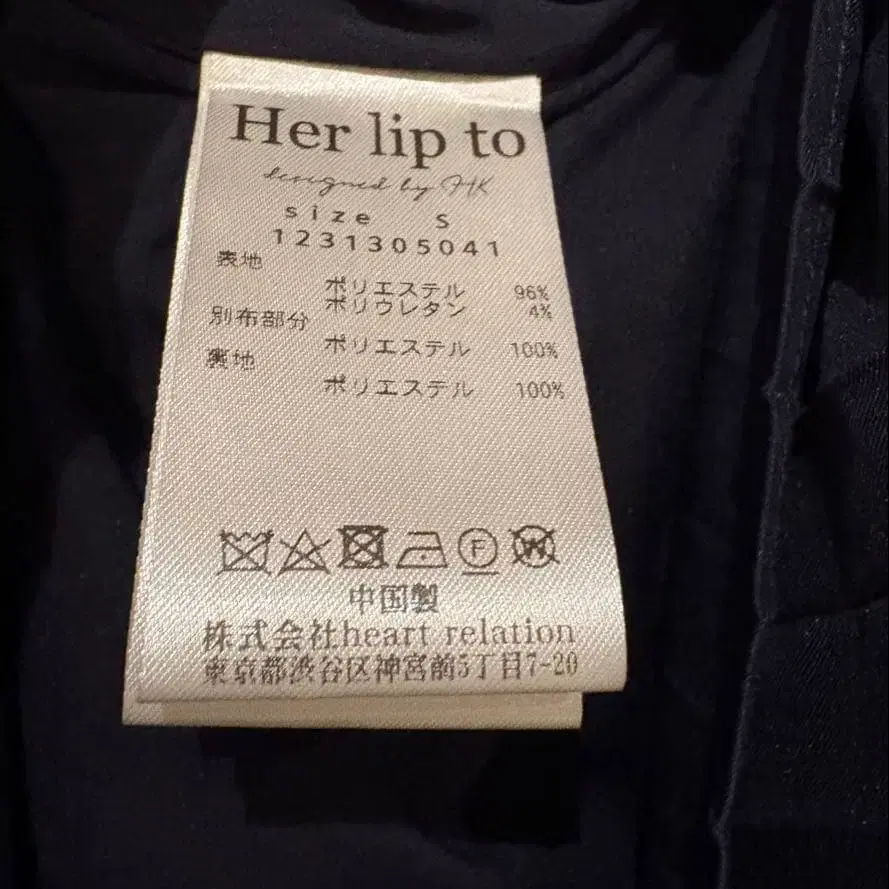 Her lip to
designed by HK
size S
1231305041
表地
ポリエステル 96%
ポリウレタン 4%
別布部分
ポリエステル 100%
裏地
ポリエステル 100%
F W
中国製
株式会社heart relation
東京都渋谷区神宮前5丁目7-20